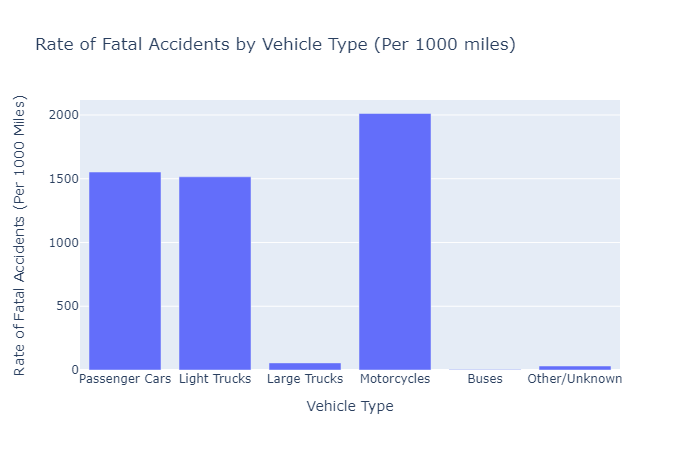 Rate of Fatal Accidents by Vehicle Type (Per 1000 miles)
Rate of Fatal Accidents (Per 1000 Miles)
2000
1500
1000
500
0
Passenger Cars Light Trucks Large Trucks Motorcycles Buses Other/Unknown
Vehicle Type